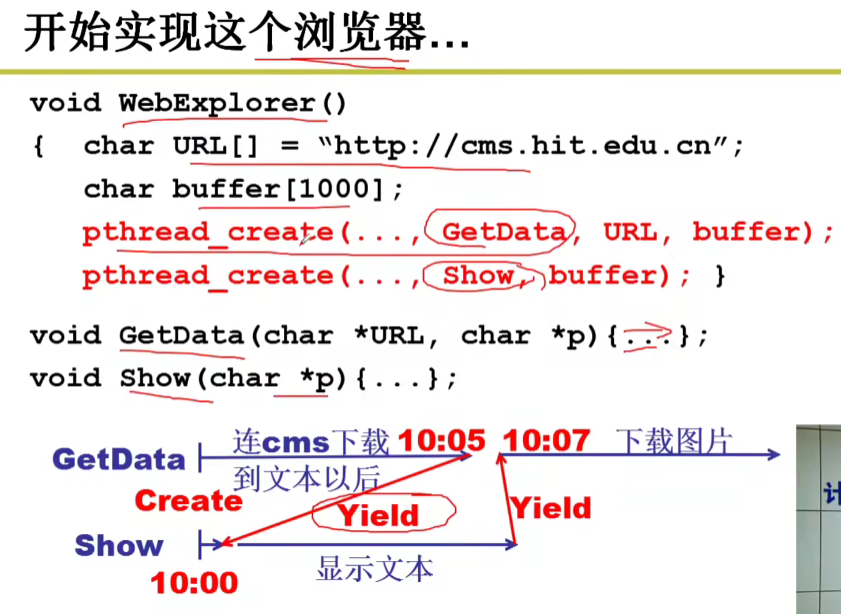 开始实现这个浏览器…
void WebExplorer()
{ char URL[] = “http://cms.hit.edu.cn”;
char buffer[1000];
pthread_create(..., GetData, URL, buffer);
pthread_create(..., Show, buffer); }
void GetData(char *URL, char *p){...};
void Show(char *p){...};
连cms下载 10:05 10:07 下载图片
GetData
到文本以后
Create
Yield
Yield
Show
显示文本
10:00